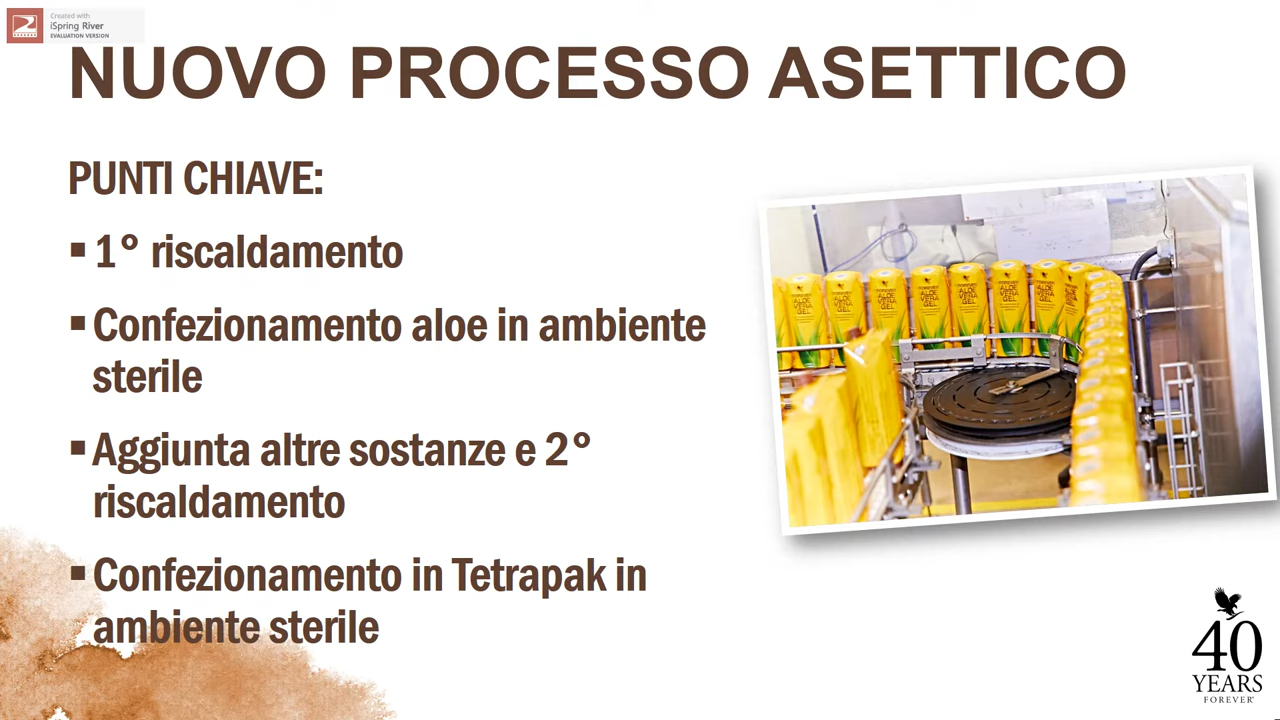 Created with
iSpring River
EVALUATION VERSION
NUOVO PROCESSO ASETTICO
PUNTI CHIAVE:
▪ 1° riscaldamento
▪ Confezionamento aloe in ambiente
sterile
▪ Aggiunta altre sostanze e 2°
riscaldamento
▪ Confezionamento in Tetrapak in
ambiente sterile
FOREVER
ALOE
VERA
GEL
40
YEARS
FOREVER